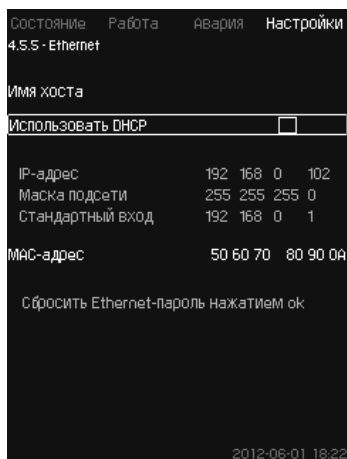 Состояние Работа Авария Настройки
4.5.5 - Ethernet
Имя хоста
Использовать DHCP
IP-адрес 192 168 0 102
Маска подсети 255 255 255 0
Стандартный вход 192 168 0 1
MAC-адрес 50 60 70 80 90 0A
Сбросить Ethernet-пароль нажатием ok
2012-06-01 18:22